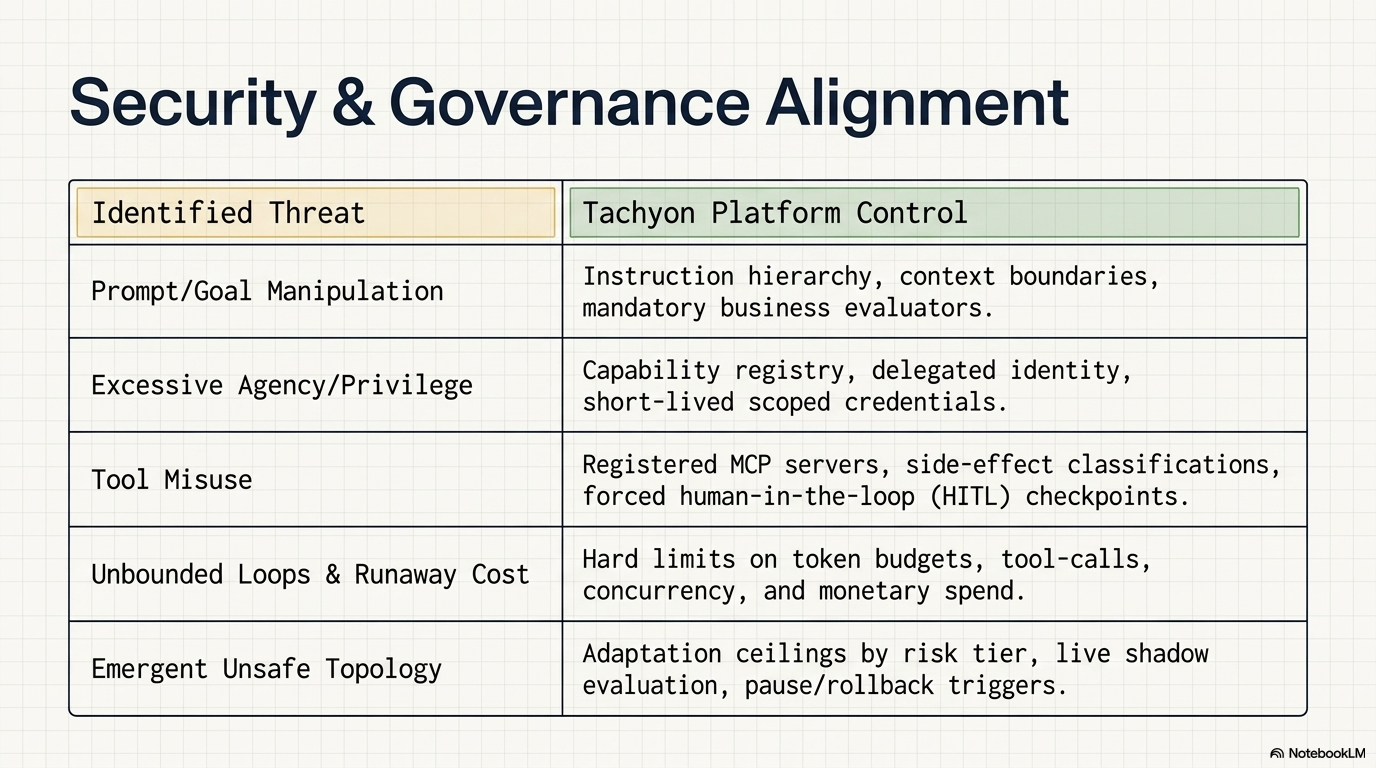 Security & Governance Alignment
Identified Threat
Tachyon Platform Control
Prompt/Goal Manipulation
Instruction hierarchy, context boundaries,
mandatory business evaluators.
Excessive Agency/Privilege
Capability registry, delegated identity,
short-lived scoped credentials.
Tool Misuse
Registered MCP servers, side-effect classifications,
forced human-in-the-loop (HITL) checkpoints.
Unbounded Loops & Runaway Cost
Hard limits on token budgets, tool-calls,
concurrency, and monetary spend.
Emergent Unsafe Topology
Adaptation ceilings by risk tier, live shadow
evaluation, pause/rollback triggers.
NotebookLM